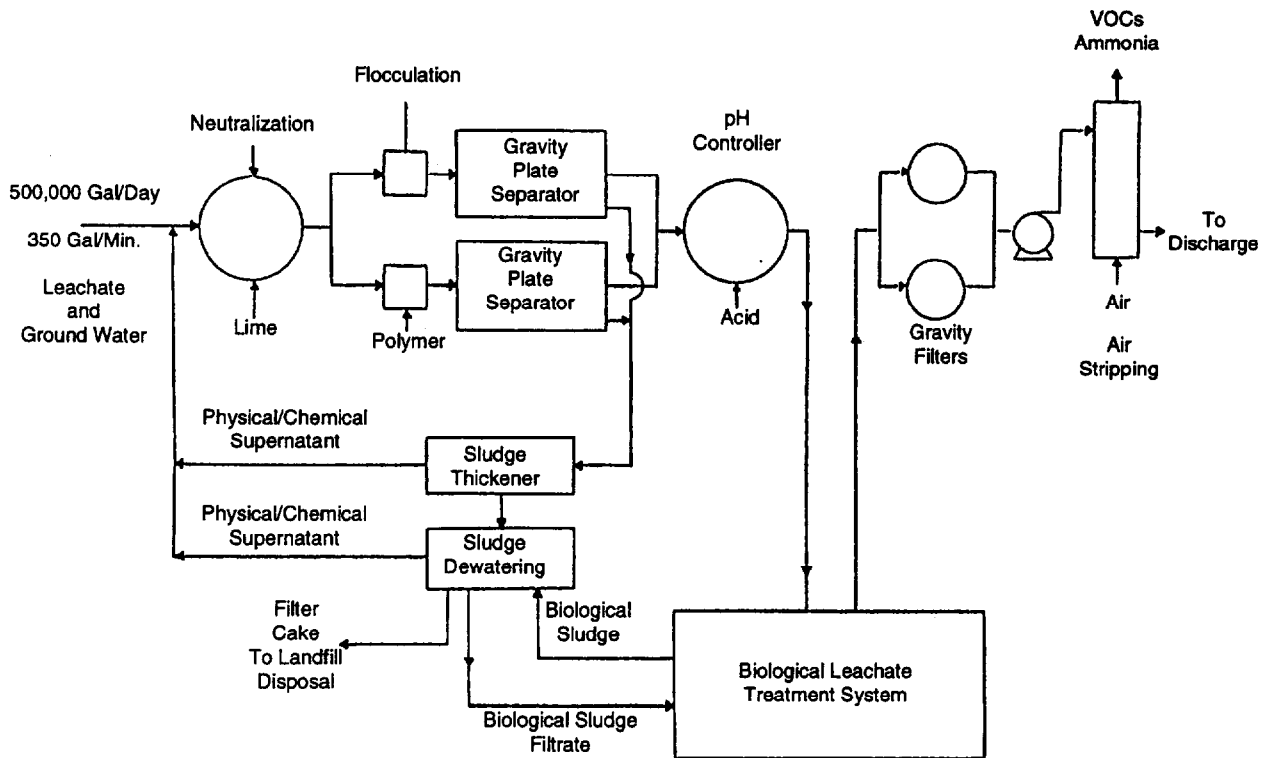 VOCs
Ammonia
Flocculation
Neutralization
Gravity
Plate
Separator
pH
Controller
500,000 Gal/Day
350 Gal/Min.
Leachate
and
Ground Water
Lime
Polymer
Gravity
Plate
Separator
Acid
Gravity
Filters
To
Discharge
Air
Air
Stripping
Physical/Chemical
Supernatant
Sludge
Thickener
Physical/Chemical
Supernatant
Sludge
Dewatering
Filter
Cake
To Landfill
Disposal
Biological
Sludge
Biological Sludge
Filtrate
Biological Leachate
Treatment System